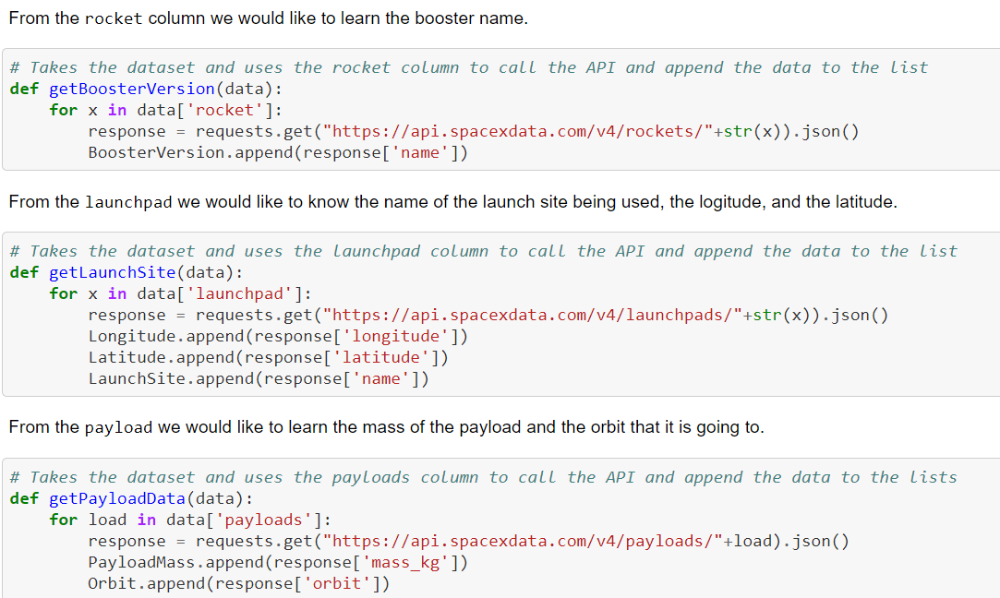 From the rocket column we would like to learn the booster name.
# Takes the dataset and uses the rocket column to call the API and append the data to the list
def getBoosterVersion(data):
    for x in data['rocket']:
        response = requests.get("https://api.spacexdata.com/v4/rockets/"+str(x)).json()
        BoosterVersion.append(response['name'])
From the launchpad we would like to know the name of the launch site being used, the logitude, and the latitude.
# Takes the dataset and uses the launchpad column to call the API and append the data to the list
def getLaunchSite(data):
    for x in data['launchpad']:
        response = requests.get("https://api.spacexdata.com/v4/launchpads/"+str(x)).json()
        Longitude.append(response['longitude'])
        Latitude.append(response['latitude'])
        LaunchSite.append(response['name'])
From the payload we would like to learn the mass of the payload and the orbit that it is going to.
# Takes the dataset and uses the payloads column to call the API and append the data to the lists
def getPayloadData(data):
    for load in data['payloads']:
        response = requests.get("https://api.spacexdata.com/v4/payloads/"+load).json()
        PayloadMass.append(response['mass_kg'])
        Orbit.append(response['orbit'])